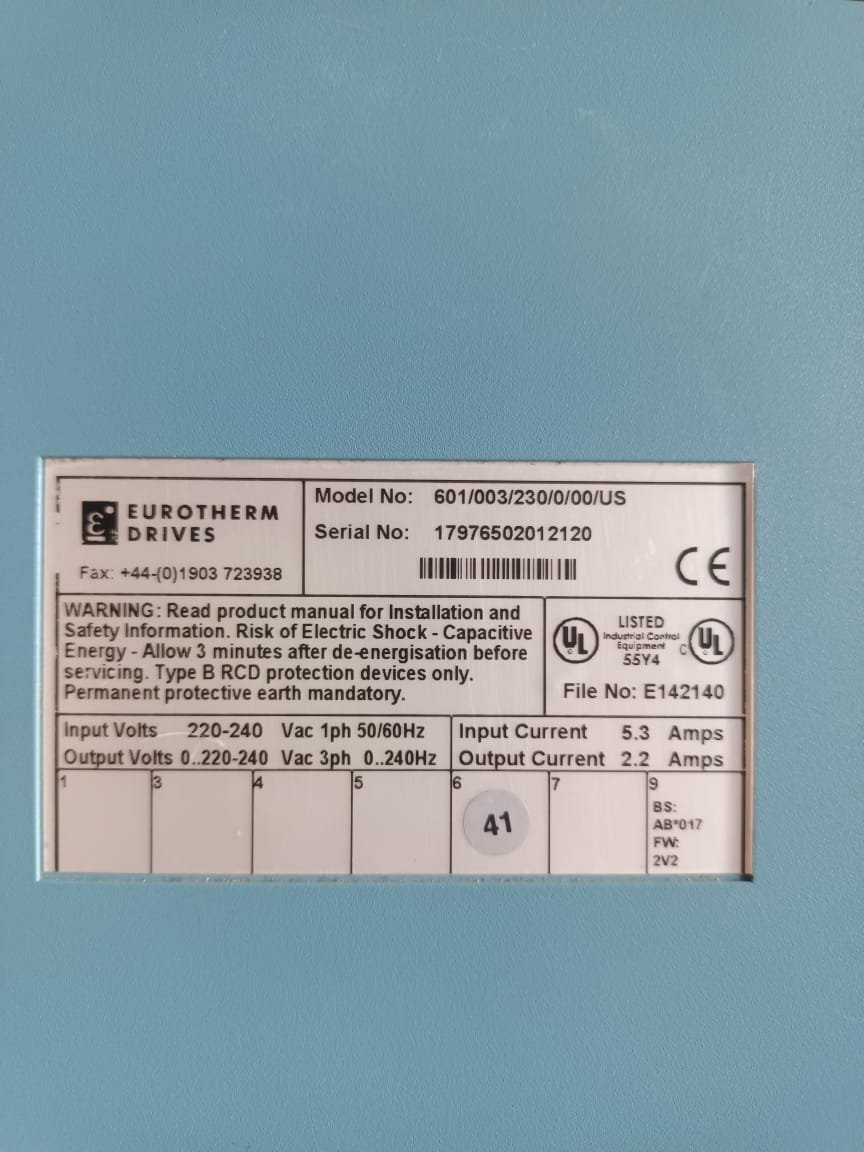 EUROTHERM
DRIVES
Fax: +44-(0)1903 723938
Model No: 601/003/230/0/00/US
Serial No: 17976502012120
CE
WARNING: Read product manual for Installation and
Safety Information. Risk of Electric Shock - Capacitive
Energy - Allow 3 minutes after de-energisation before
servicing. Type B RCD protection devices only.
Permanent protective earth mandatory.
UL
LISTED
Industrial Control
Equipment
55Y4
C UL
File No: E142140
Input Volts 220-240 Vac 1ph 50/60Hz
Output Volts 0..220-240 Vac 3ph 0..240Hz
Input Current 5.3 Amps
Output Current 2.2 Amps
1 3 4 5 6 7 9
41
BS:
AB*017
FW:
2V2